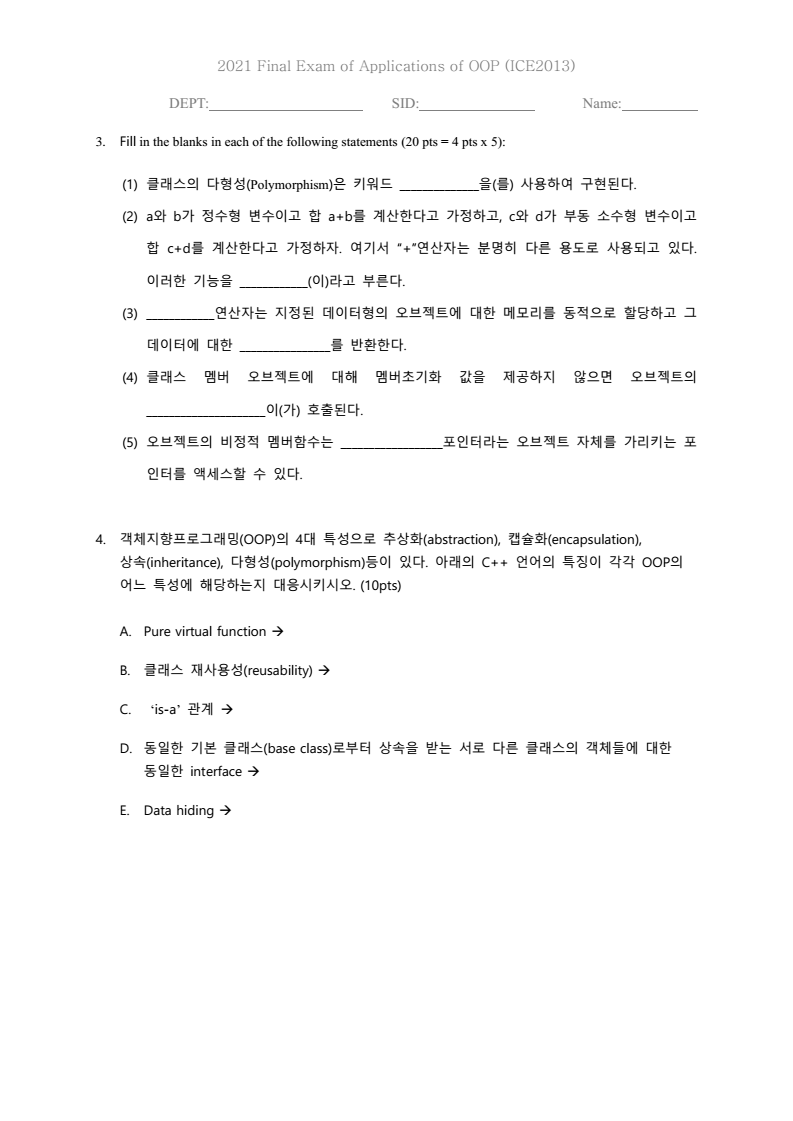 2021 Final Exam of Applications of OOP (ICE2013)
DEPT:____________________ SID:_______________ Name:__________
3. Fill in the blanks in each of the following statements (20 pts = 4 pts x 5):
(1) 클래스의 다형성(Polymorphism)은 키워드 ______________을(를) 사용하여 구현된다.
(2) a와 b가 정수형 변수이고 합 a+b를 계산한다고 가정하고, c와 d가 부동 소수형 변수이고
합 c+d를 계산한다고 가정하자. 여기서 “+”연산자는 분명히 다른 용도로 사용되고 있다.
이러한 기능을 ____________(이)라고 부른다.
(3) ____________연산자는 지정된 데이터형의 오브젝트에 대한 메모리를 동적으로 할당하고 그
데이터에 대한 ________________를 반환한다.
(4) 클래스 멤버 오브젝트에 대해 멤버초기화 값을 제공하지 않으면 오브젝트의
_____________________이(가) 호출된다.
(5) 오브젝트의 비정적 멤버함수는 __________________포인터라는 오브젝트 자체를 가리키는 포
인터를 액세스할 수 있다.
4. 객체지향프로그래밍(OOP)의 4대 특성으로 추상화(abstraction), 캡슐화(encapsulation),
상속(inheritance), 다형성(polymorphism)등이 있다. 아래의 C++ 언어의 특징이 각각 OOP의
어느 특성에 해당하는지 대응시키시오. (10pts)
A. Pure virtual function →
B. 클래스 재사용성(reusability) →
C. ‘is-a’ 관계 →
D. 동일한 기본 클래스(base class)로부터 상속을 받는 서로 다른 클래스의 객체들에 대한
동일한 interface →
E. Data hiding →